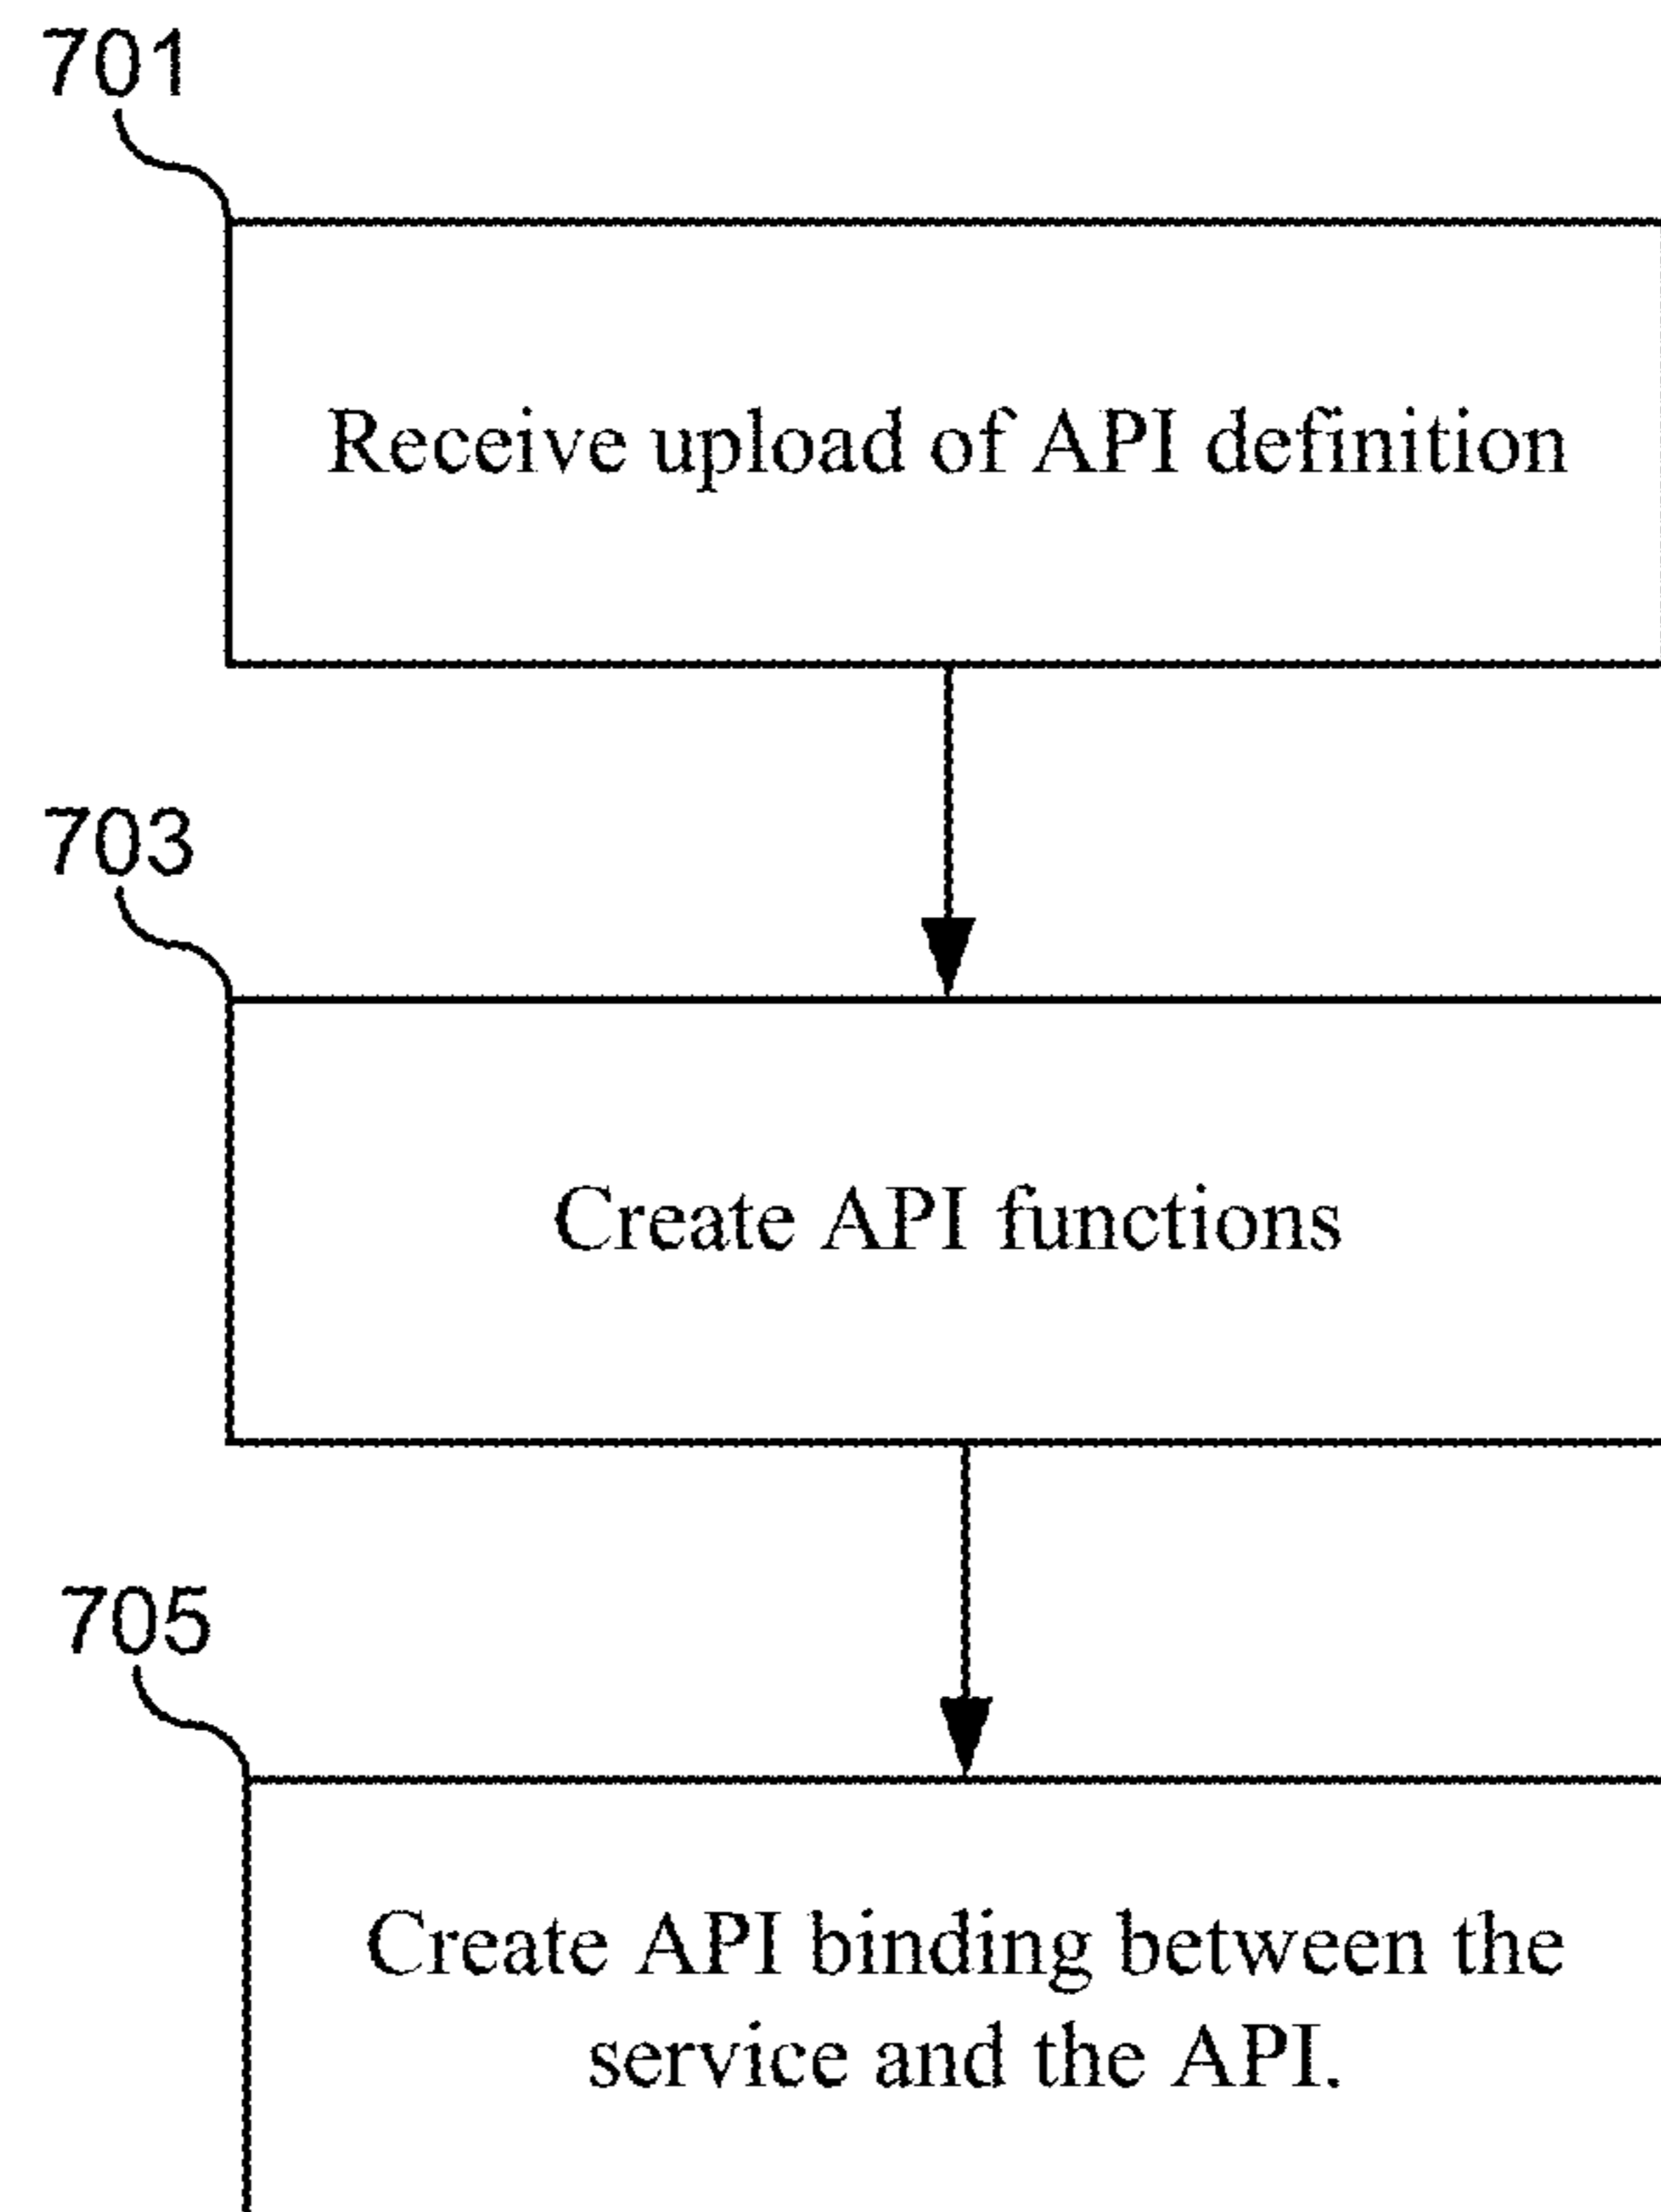 701
Receive upload of API definition
703
Create API functions
705
Create API binding between the
service and the API.